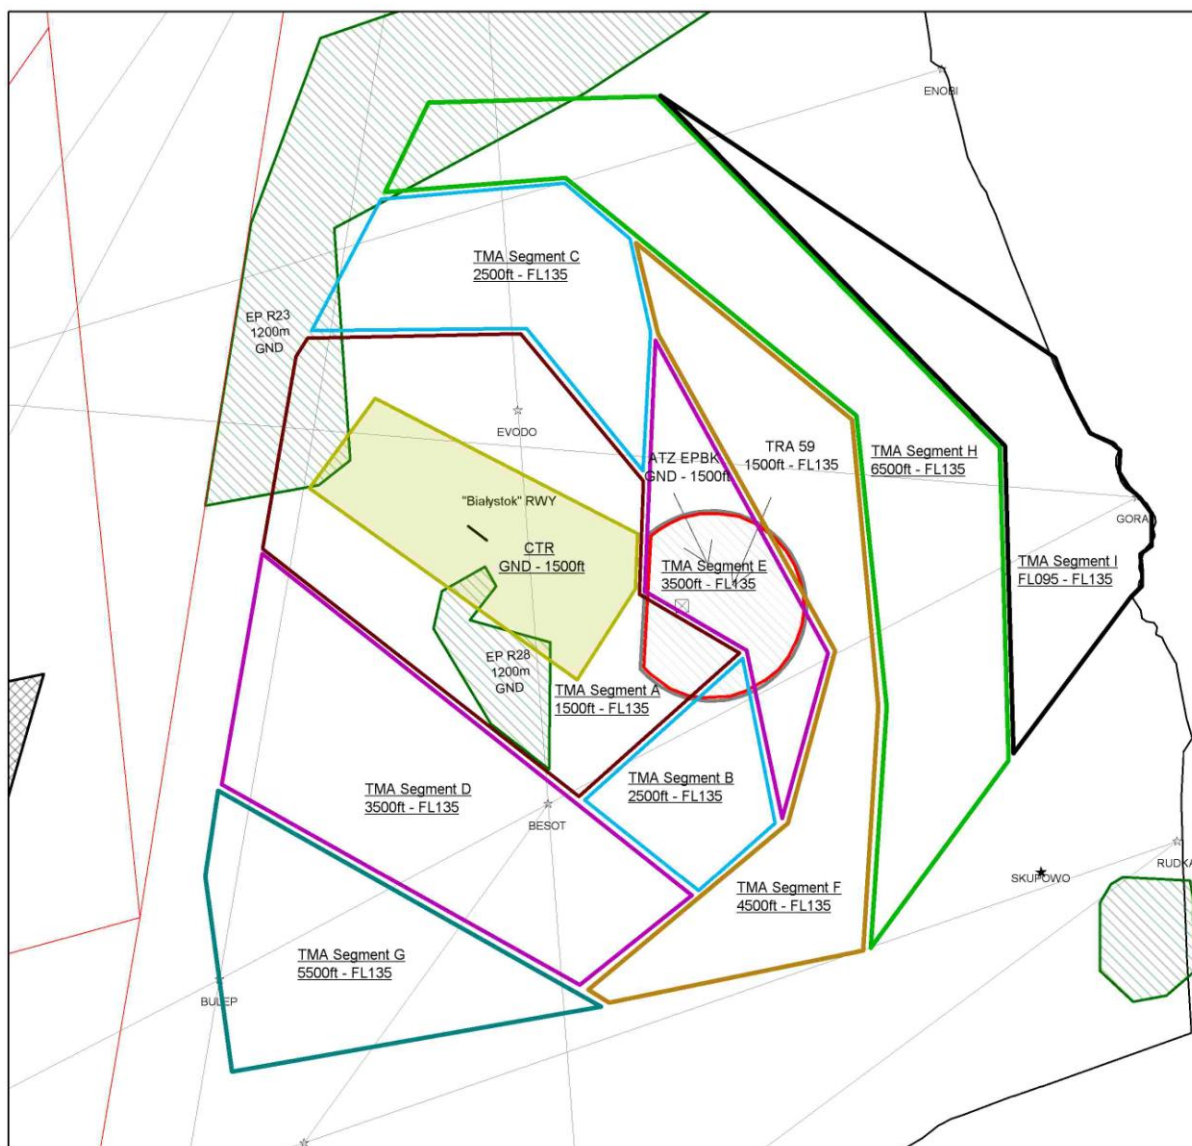 ENOBI
TMA Segment C
2500ft - FL135
EP R23
1200m
GND
EVODO
ATZ EPBK
GND - 1500ft
TRA 59
1500ft - FL135
TMA Segment H
6500ft - FL135
"Białystok" RWY
GORA
CTR
GND - 1500ft
TMA Segment E
3500ft - FL135
TMA Segment I
FL095 - FL135
EP R28
1200m
GND
TMA Segment A
1500ft - FL135
TMA Segment D
3500ft - FL135
TMA Segment B
2500ft - FL135
BESOT
RUDKA
SKUPOWO
TMA Segment F
4500ft - FL135
TMA Segment G
5500ft - FL135
BULEP